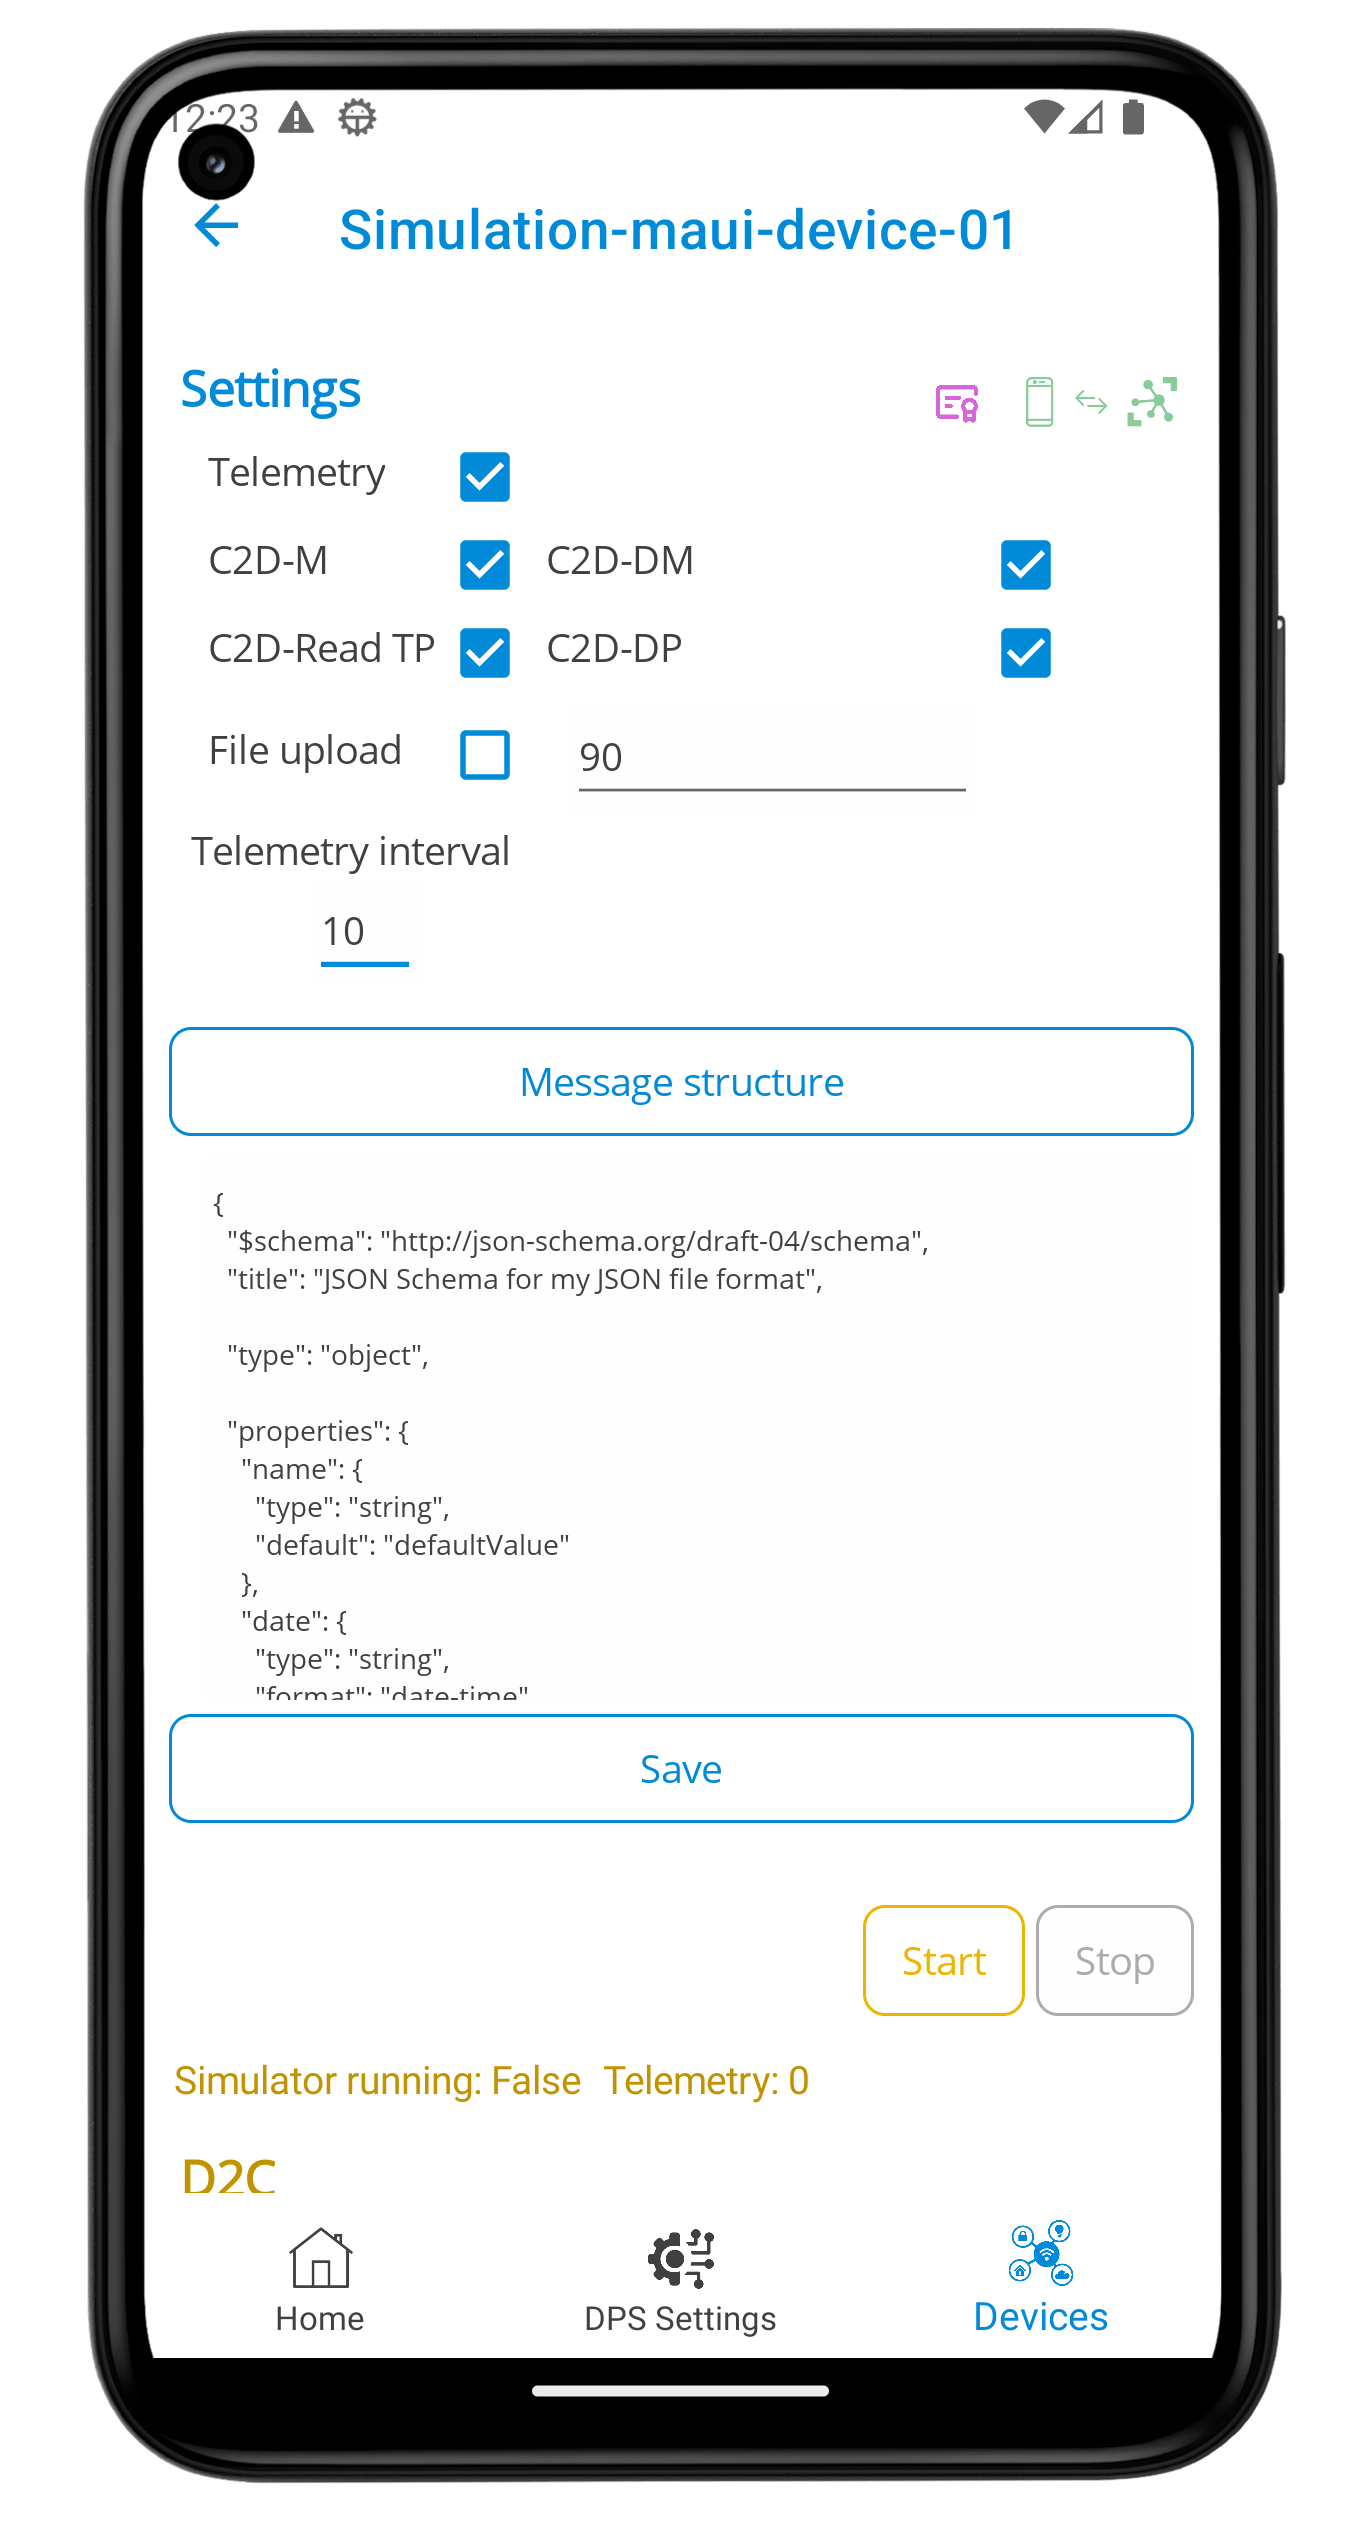 12:23
Simulation-maui-device-01
Settings
Telemetry
C2D-M C2D-DM
C2D-Read TP C2D-DP
File upload 90
Telemetry interval
10
Message structure
{
"$schema": "http://json-schema.org/draft-04/schema",
"title": "JSON Schema for my JSON file format",
"type": "object",
"properties": {
"name": {
"type": "string",
"default": "defaultValue"
},
"date": {
"type": "string",
"format": "date-time"
Save
Start Stop
Simulator running: False Telemetry: 0
D2C
Home DPS Settings Devices